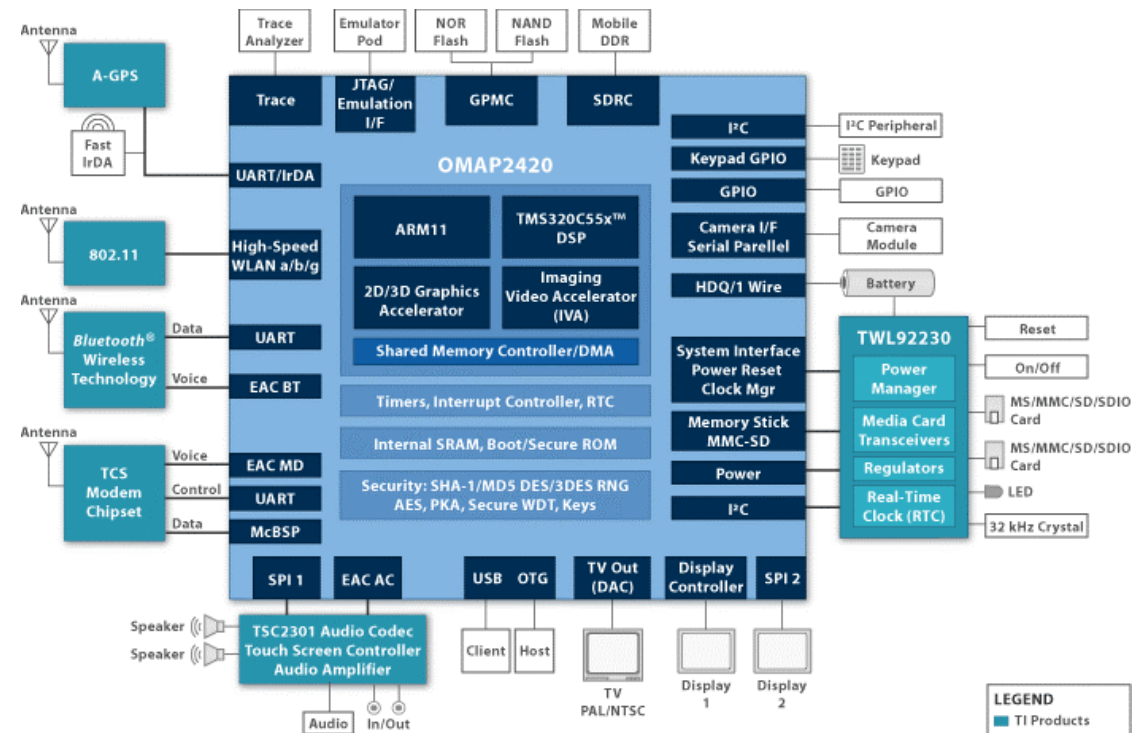 Trace
Analyzer
Emulator
Pod
NOR
Flash
NAND
Flash
Mobile
DDR
Antenna
A-GPS
Fast
IrDA
Antenna
802.11
Antenna
Bluetooth®
Wireless
Technology
Data
Voice
Antenna
TCS
Modem
Chipset
Voice
Control
Data
Trace
JTAG/
Emulation
I/F
GPMC
SDRC
UART/IrDA
High-Speed
WLAN a/b/g
UART
EAC BT
EAC MD
UART
McBSP
OMAP2420
ARM11
TMS320C55x™
DSP
2D/3D Graphics
Accelerator
Imaging
Video Accelerator
(IVA)
Shared Memory Controller/DMA
Timers, Interrupt Controller, RTC
Internal SRAM, Boot/Secure ROM
Security: SHA-1/MD5 DES/3DES RNG
AES, PKA, Secure WDT, Keys
I²C
Keypad GPIO
GPIO
Camera I/F
Serial Parellel
HDQ/1 Wire
System Interface
Power Reset
Clock Mgr
Memory Stick
MMC-SD
Power
I²C
I²C Peripheral
Keypad
GPIO
Camera
Module
Battery
TWL92230
Power
Manager
Media Card
Transceivers
Regulators
Real-Time
Clock (RTC)
Reset
On/Off
MS/MMC/SD/SDIO
Card
MS/MMC/SD/SDIO
Card
LED
32 kHz Crystal
SPI 1
EAC AC
USB OTG
TV Out
(DAC)
Display
Controller
SPI 2
Speaker
Speaker
TSC2301 Audio Codec
Touch Screen Controller
Audio Amplifier
Audio
In/Out
Client
Host
TV
PAL/NTSC
Display
1
Display
2
LEGEND
TI Products